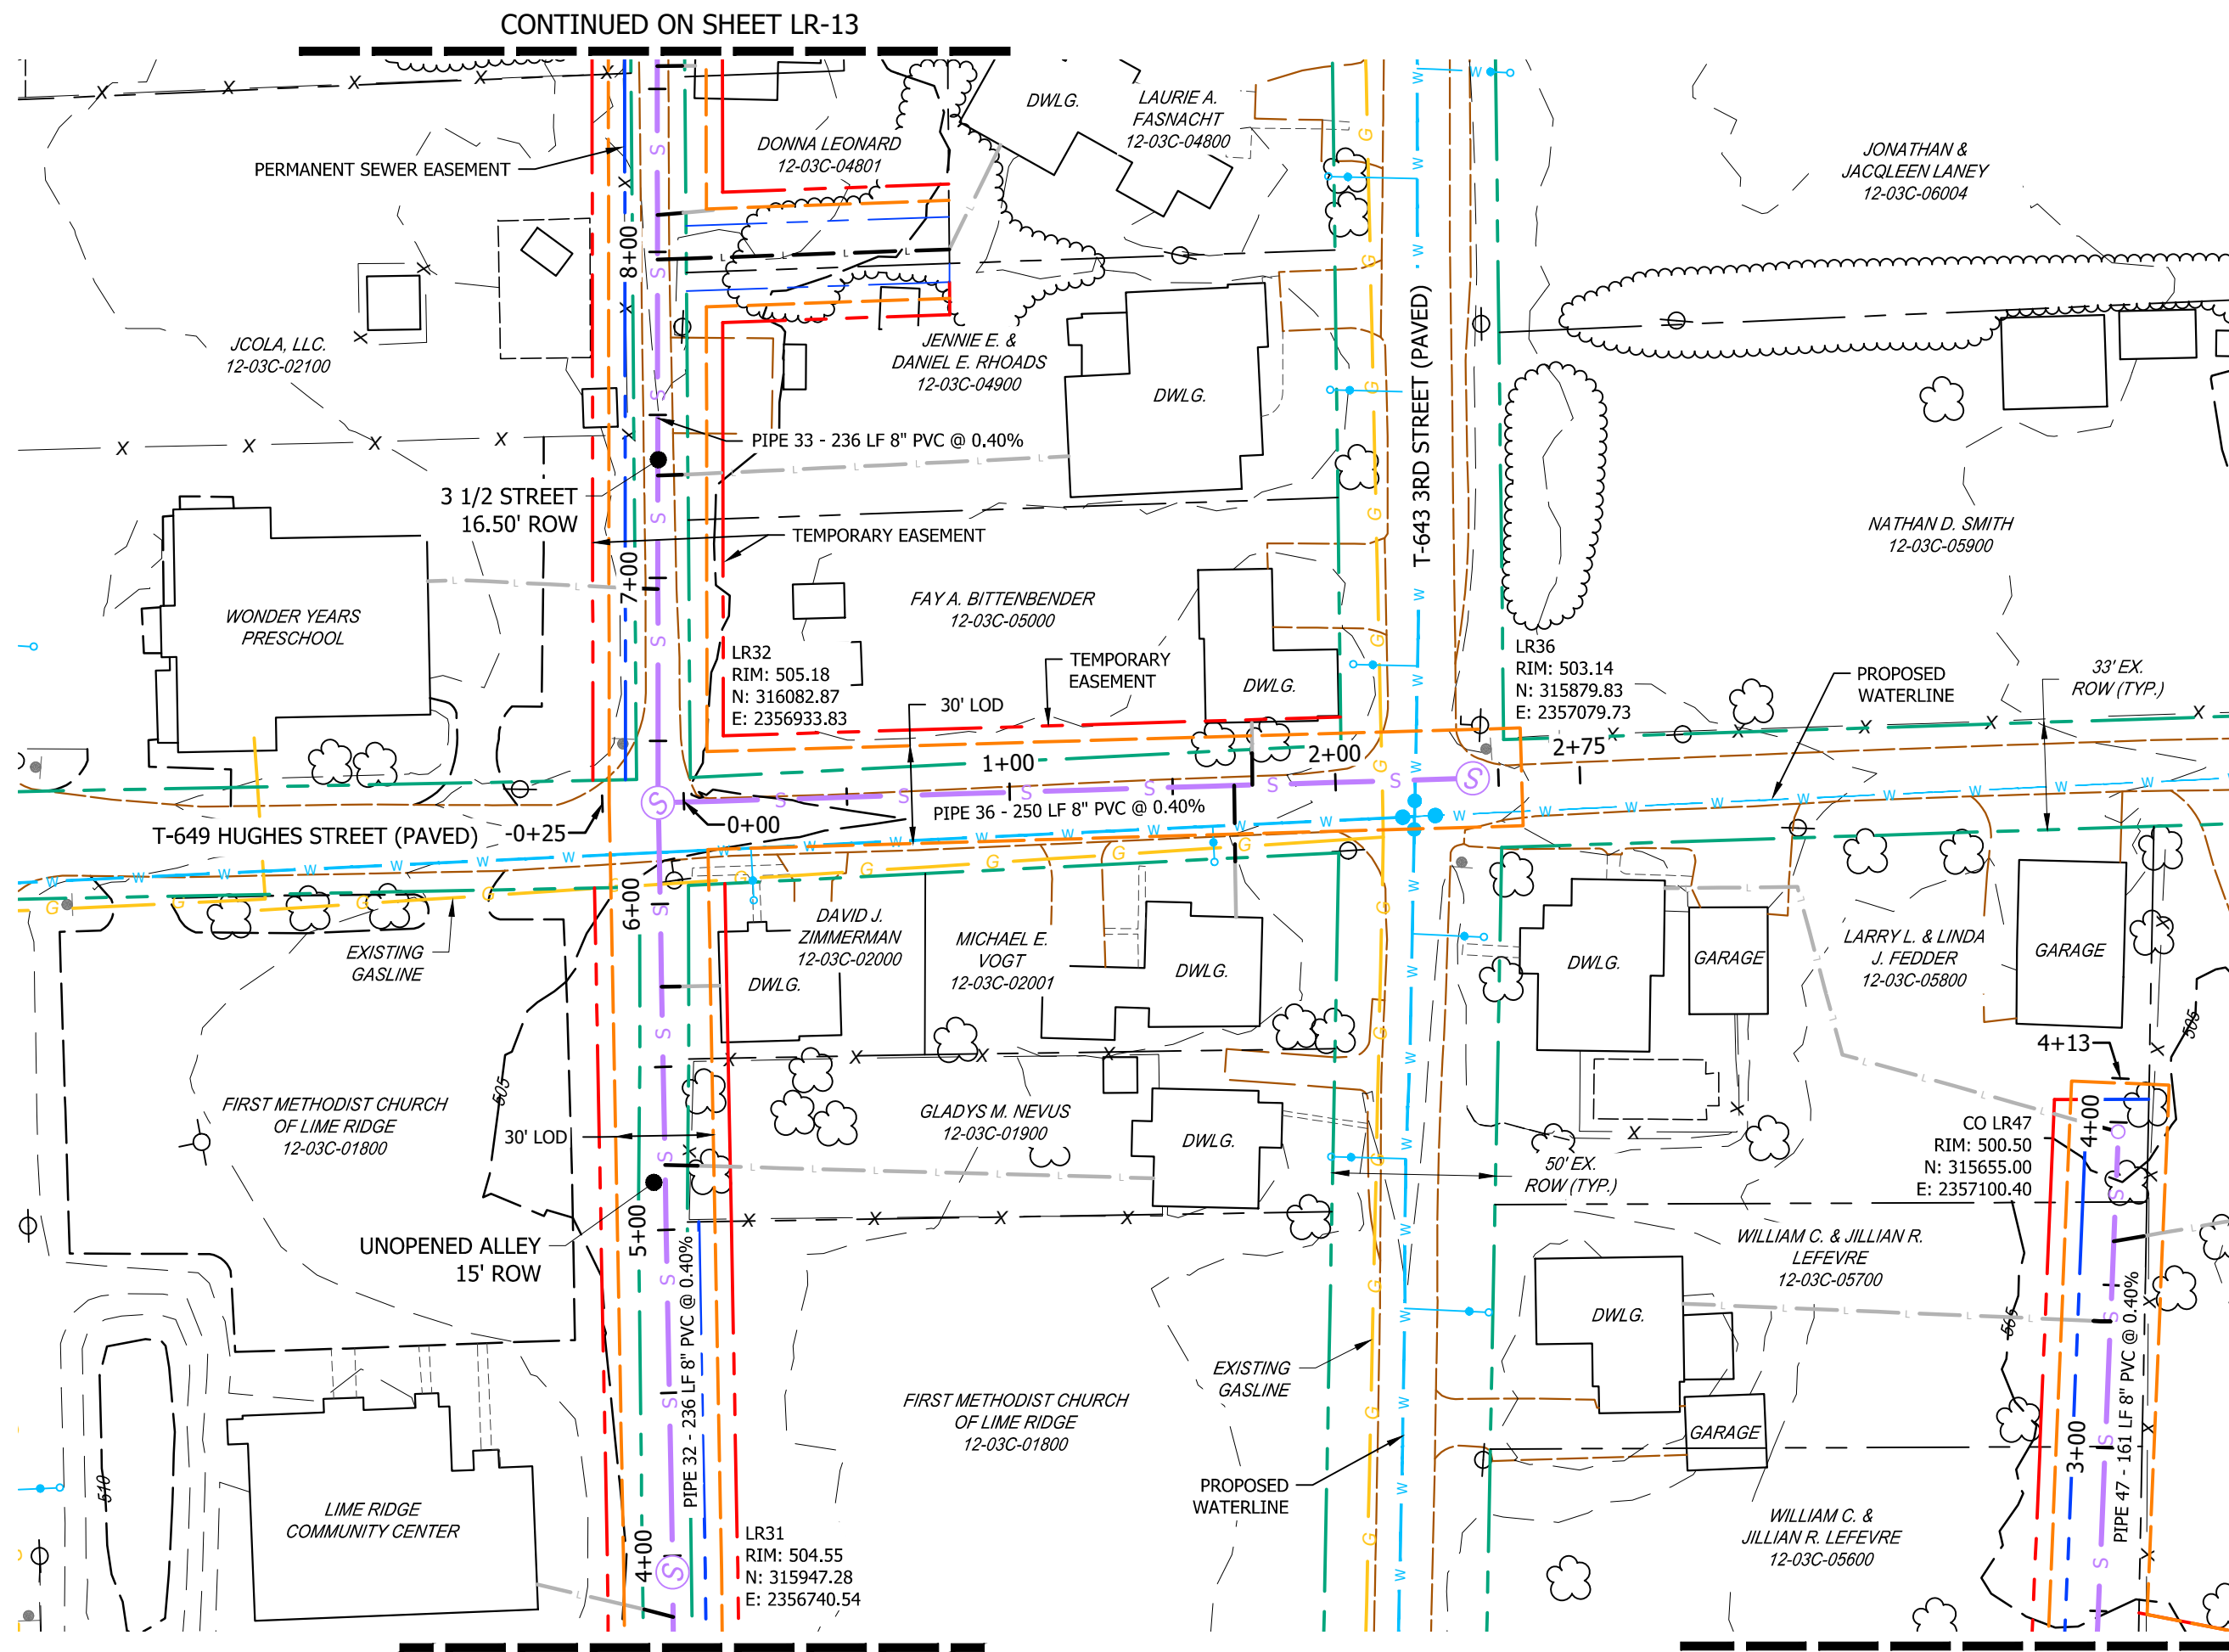 CONTINUED ON SHEET LR-13
PERMANENT SEWER EASEMENT
DONNA LEONARD
12-03C-04801
DWLG.
LAURIE A.
FASNACHT
12-03C-04800
JONATHAN &
JACQLEEN LANEY
12-03C-06004
8+00
JCOLA, LLC.
12-03C-02100
JENNIE E. &
DANIEL E. RHOADS
12-03C-04900
DWLG.
T-643 3RD STREET (PAVED)
PIPE 33 - 236 LF 8" PVC @ 0.40%
3 1/2 STREET
16.50' ROW
TEMPORARY EASEMENT
NATHAN D. SMITH
12-03C-05900
7+00
WONDER YEARS
PRESCHOOL
FAY A. BITTENBENDER
12-03C-05000
LR32
RIM: 505.18
N: 316082.87
E: 2356933.83
TEMPORARY
EASEMENT
DWLG.
30' LOD
LR36
RIM: 503.14
N: 315879.83
E: 2357079.73
PROPOSED
WATERLINE
33' EX.
ROW (TYP.)
1+00
2+00
2+75
PIPE 36 - 250 LF 8" PVC @ 0.40%
T-649 HUGHES STREET (PAVED)
-0+25
0+00
6+00
EXISTING
GASLINE
DAVID J.
ZIMMERMAN
12-03C-02000
DWLG.
MICHAEL E.
VOGT
12-03C-02001
DWLG.
DWLG.
GARAGE
LARRY L. & LINDA
J. FEDDER
12-03C-05800
GARAGE
505
505
4+13
FIRST METHODIST CHURCH
OF LIME RIDGE
12-03C-01800
30' LOD
GLADYS M. NEVUS
12-03C-01900
DWLG.
50' EX.
ROW (TYP.)
CO LR47
RIM: 500.50
N: 315655.00
E: 2357100.40
4+00
UNOPENED ALLEY
15' ROW
5+00
PIPE 32 - 236 LF 8" PVC @ 0.40%
WILLIAM C. & JILLIAN R.
LEFEVRE
12-03C-05700
DWLG.
505
EXISTING
GASLINE
FIRST METHODIST CHURCH
OF LIME RIDGE
12-03C-01800
GARAGE
3+00
PIPE 47 - 161 LF 8" PVC @ 0.40%
510
LIME RIDGE
COMMUNITY CENTER
PROPOSED
WATERLINE
WILLIAM C. &
JILLIAN R. LEFEVRE
12-03C-05600
4+00
LR31
RIM: 504.55
N: 315947.28
E: 2356740.54